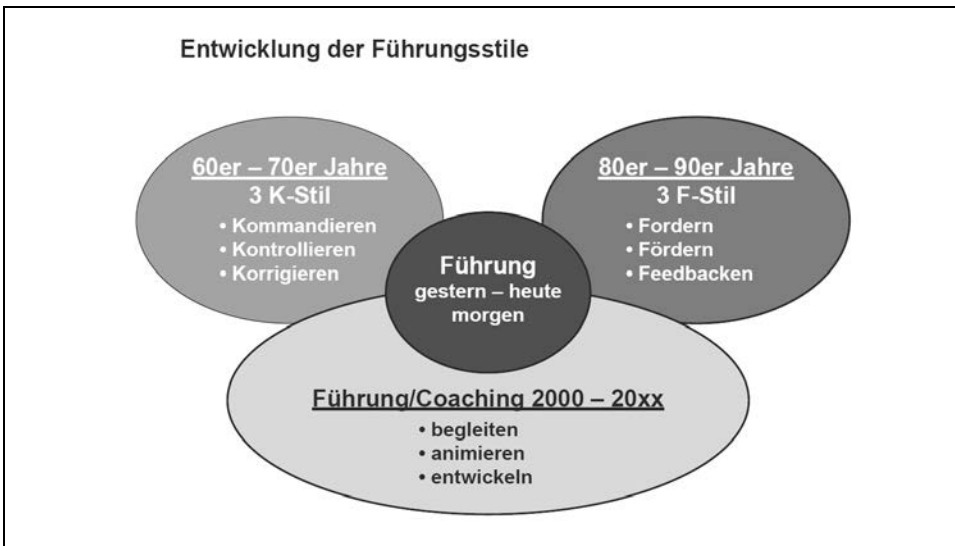 Entwicklung der Führungsstile
60er – 70er Jahre
3 K-Stil
• Kommandieren
• Kontrollieren
• Korrigieren
80er – 90er Jahre
3 F-Stil
• Fordern
• Fördern
• Feedbacken
Führung
gestern – heute
morgen
Führung/Coaching 2000 – 20xx
• begleiten
• animieren
• entwickeln